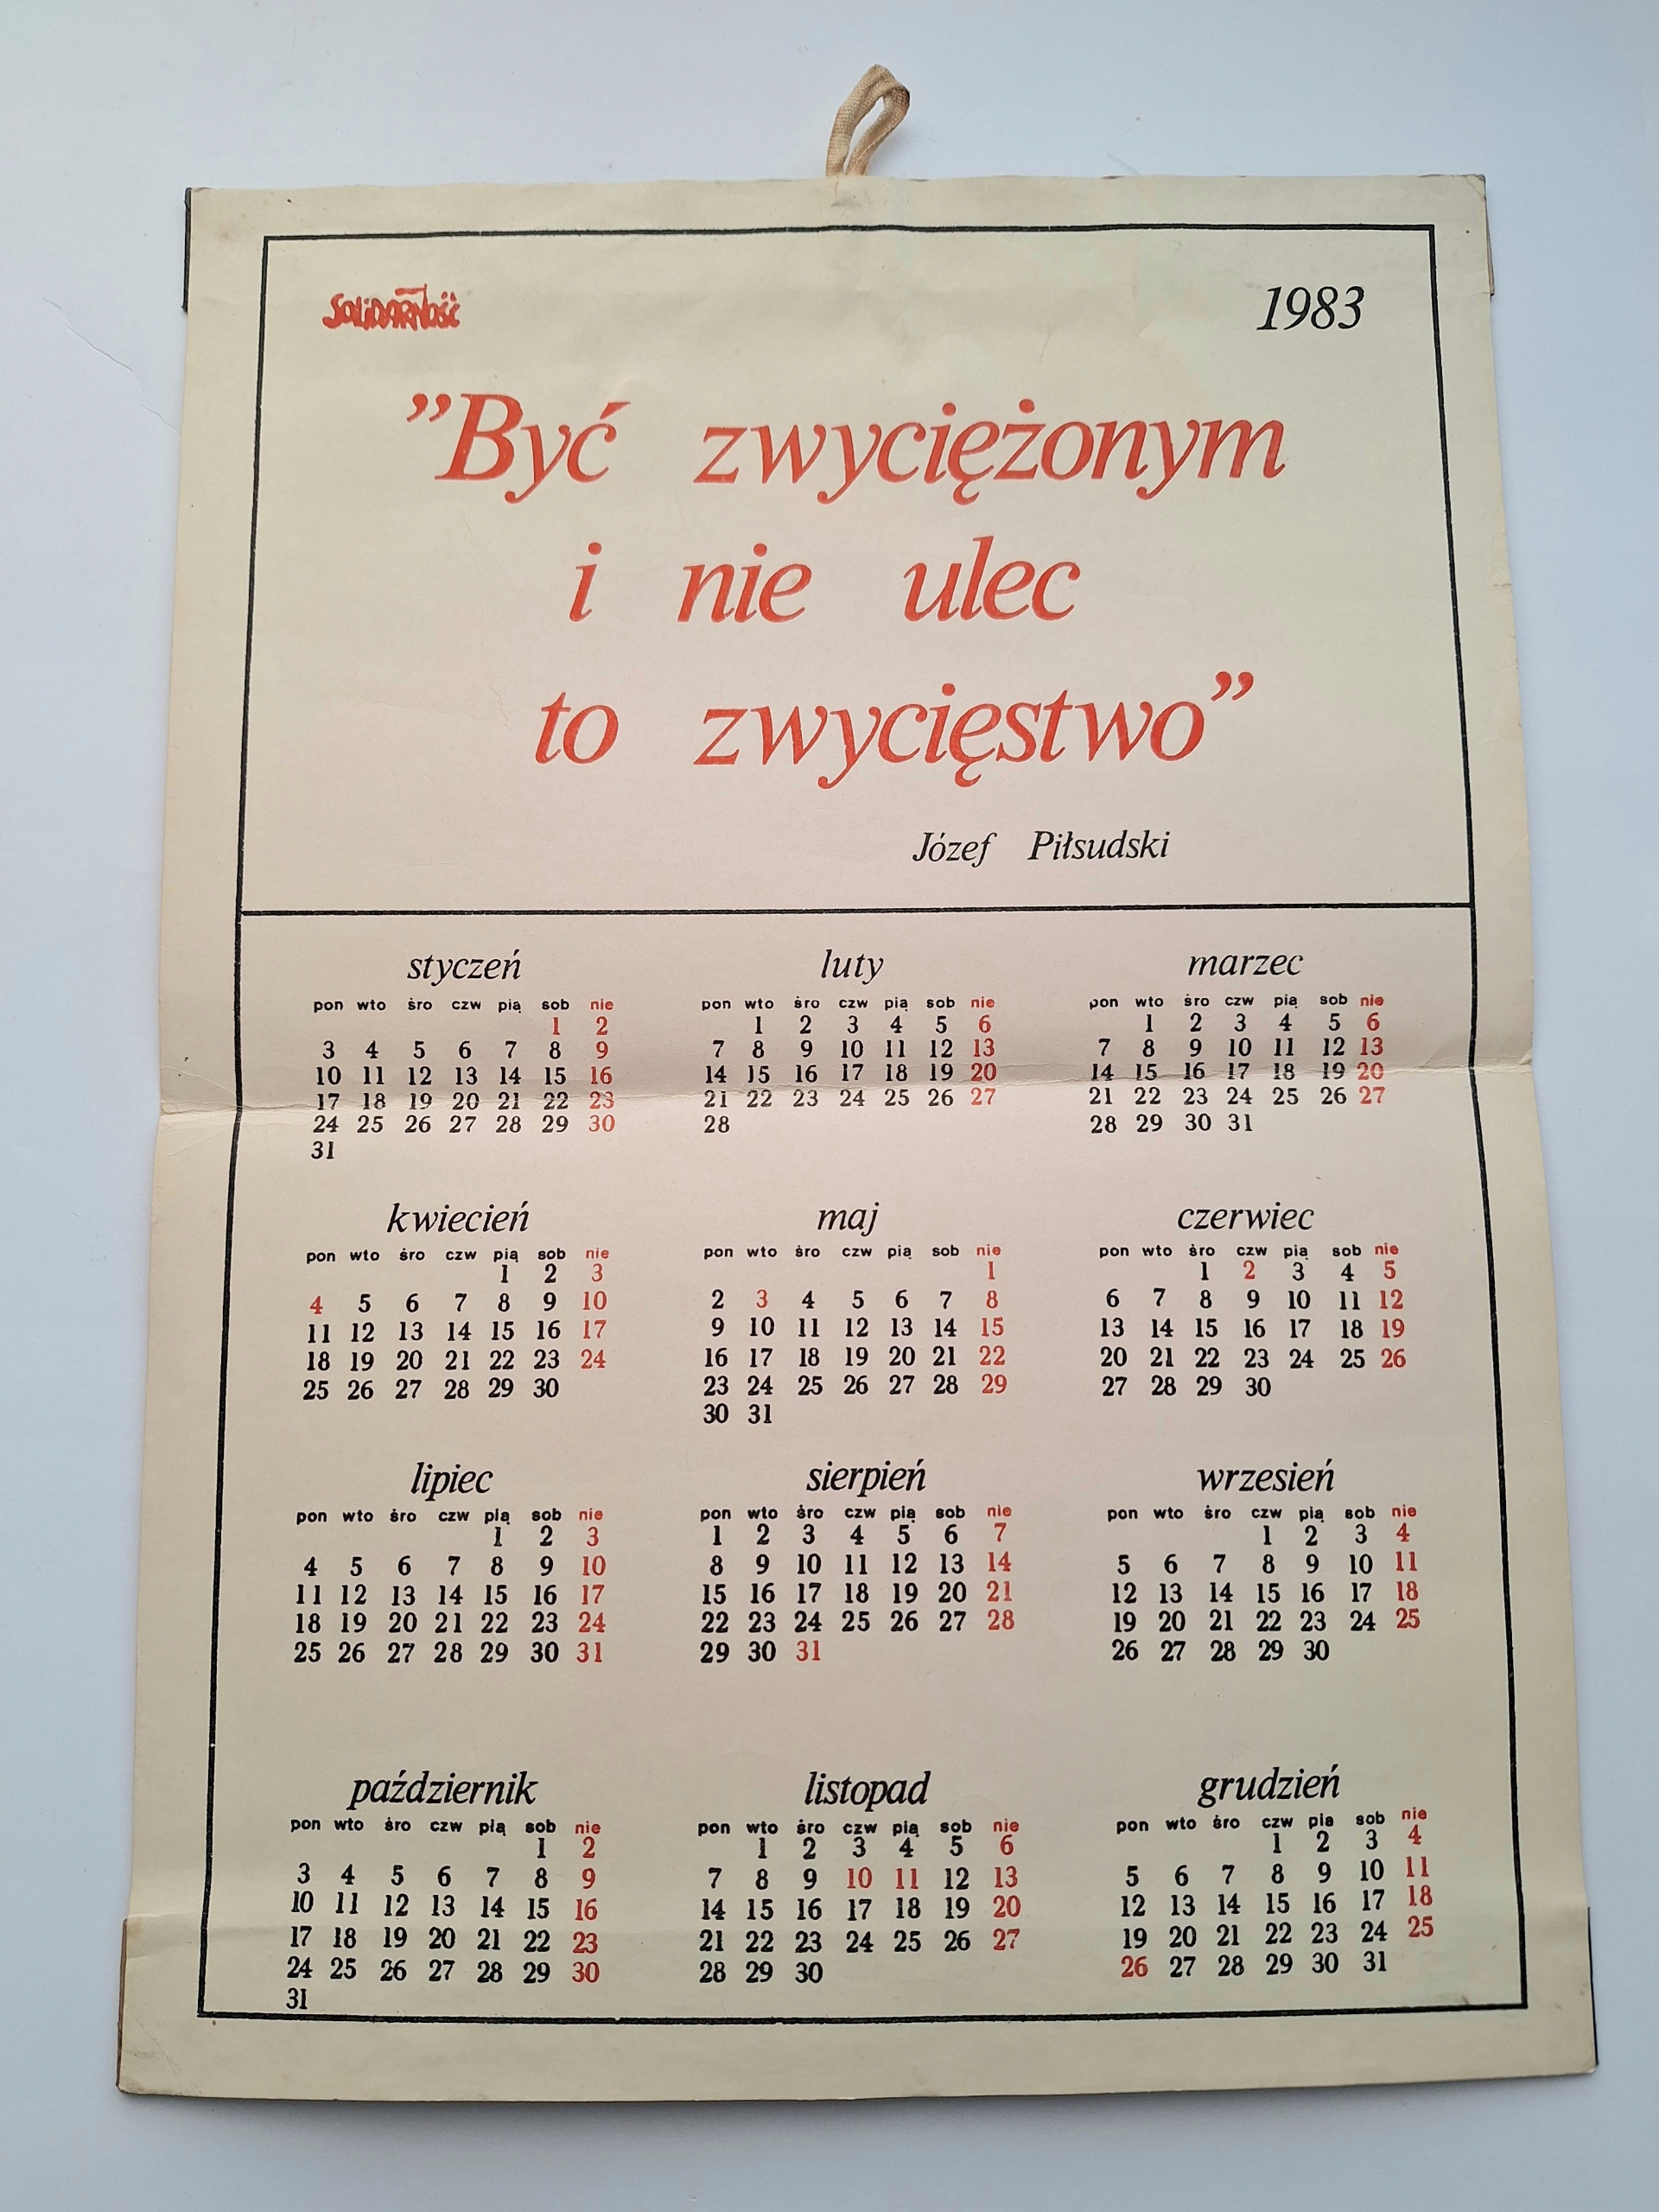 SOLIDARNOŚĆ 1983
"Być zwyciężonym
i nie ulec
to zwycięstwo"
Józef Piłsudski
styczeń luty marzec
pon wto śro czw pią sob nie pon wto śro czw pią sob nie pon wto śro czw pią sob nie
1 2 1 2 3 4 5 6 1 2 3 4 5 6
3 4 5 6 7 8 9 7 8 9 10 11 12 13 7 8 9 10 11 12 13
10 11 12 13 14 15 16 14 15 16 17 18 19 20 14 15 16 17 18 19 20
17 18 19 20 21 22 23 21 22 23 24 25 26 27 21 22 23 24 25 26 27
24 25 26 27 28 29 30 28 28 29 30 31
31
kwiecień maj czerwiec
pon wto śro czw pią sob nie pon wto śro czw pią sob nie pon wto śro czw pią sob nie
1 2 3 1 1 2 3 4 5
4 5 6 7 8 9 10 2 3 4 5 6 7 8 6 7 8 9 10 11 12
11 12 13 14 15 16 17 9 10 11 12 13 14 15 13 14 15 16 17 18 19
18 19 20 21 22 23 24 16 17 18 19 20 21 22 20 21 22 23 24 25 26
25 26 27 28 29 30 23 24 25 26 27 28 29 27 28 29 30
30 31
lipiec sierpień wrzesień
pon wto śro czw pią sob nie pon wto śro czw pią sob nie pon wto śro czw pią sob nie
1 2 3 1 2 3 4 5 6 7 1 2 3 4
4 5 6 7 8 9 10 8 9 10 11 12 13 14 5 6 7 8 9 10 11
11 12 13 14 15 16 17 15 16 17 18 19 20 21 12 13 14 15 16 17 18
18 19 20 21 22 23 24 22 23 24 25 26 27 28 19 20 21 22 23 24 25
25 26 27 28 29 30 31 29 30 31 26 27 28 29 30
październik listopad grudzień
pon wto śro czw pią sob nie pon wto śro czw pią sob nie pon wto śro czw pia sob nie
1 2 1 2 3 4 5 6 1 2 3 4
3 4 5 6 7 8 9 7 8 9 10 11 12 13 5 6 7 8 9 10 11
10 11 12 13 14 15 16 14 15 16 17 18 19 20 12 13 14 15 16 17 18
17 18 19 20 21 22 23 21 22 23 24 25 26 27 19 20 21 22 23 24 25
24 25 26 27 28 29 30 28 29 30 26 27 28 29 30 31
31